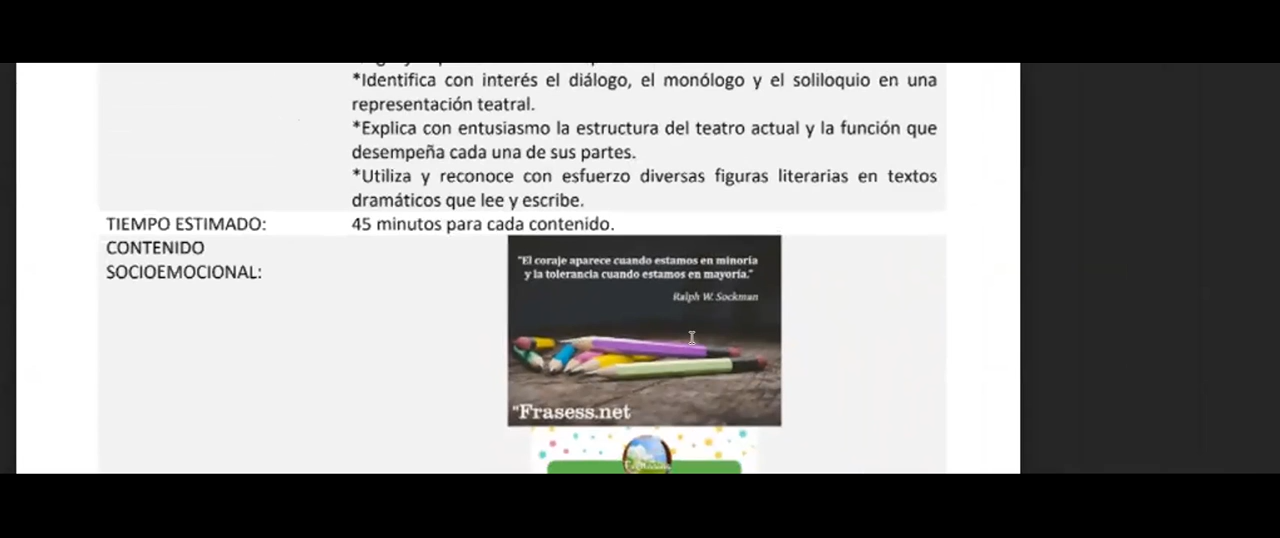 *Identifica con interés el diálogo, el monólogo y el soliloquio en una
representación teatral.
*Explica con entusiasmo la estructura del teatro actual y la función que
desempeña cada una de sus partes.
*Utiliza y reconoce con esfuerzo diversas figuras literarias en textos
dramáticos que lee y escribe.
TIEMPO ESTIMADO: 45 minutos para cada contenido.
CONTENIDO
SOCIOEMOCIONAL:
"El coraje aparece cuando estamos en minoría
y la tolerancia cuando estamos en mayoría."
Ralph W. Sockman
"Frasess.net